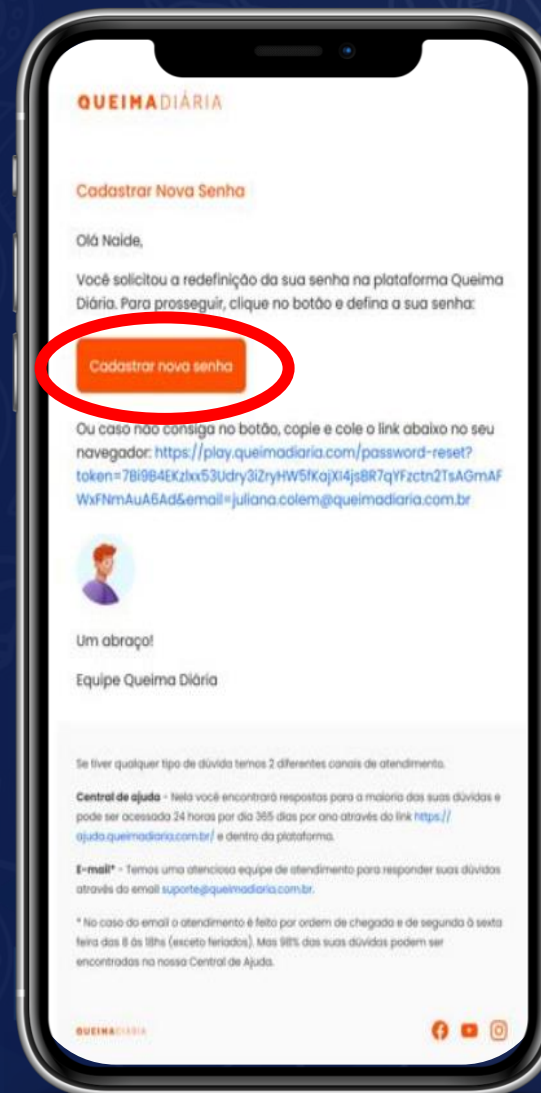 QUEIMADIÁRIA
Cadastrar Nova Senha
Olá Naide,
Você solicitou a redefinição da sua senha na plataforma Queima
Diária. Para prosseguir, clique no botão e defina a sua senha:
Cadastrar nova senha
Ou caso não consiga no botão, copie e cole o link abaixo no seu
navegador: https://play.queimadiaria.com/password-reset?
WxFNmAuA6Ad&email=juliana.colem@queimadiaria.com.br
Um abraço!
Equipe Queima Diária
Se tiver qualquer tipo de dúvida temos 2 diferentes canais de atendimento.
Central de ajuda - Nela você encontrará respostas para a maioria das suas dúvidas e
pode ser acessada 24 horas por dia 365 dias por ano através do link https://
ajuda.queimadiaria.com.br/ e dentro da plataforma.
E-mail* - Temos uma atenciosa equipe de atendimento para responder suas dúvidas
através do email suporte@queimadiaria.com.br.
* No caso do email o atendimento é feito por ordem de chegada e de segunda à sexta
feira das 8 às 18hs (exceto feriados). Mas 98% das suas dúvidas podem ser
encontradas na nossa Central de Ajuda.
QUEIMADIÁRIA